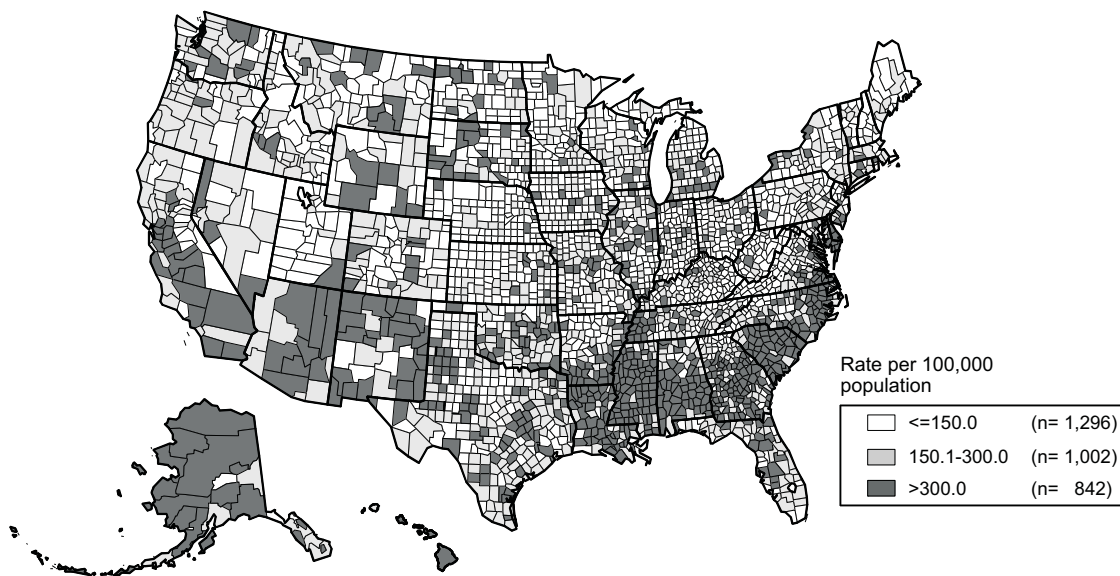 Rate per 100,000
population
<=150.0 (n= 1,296)
150.1-300.0 (n= 1,002)
>300.0 (n= 842)